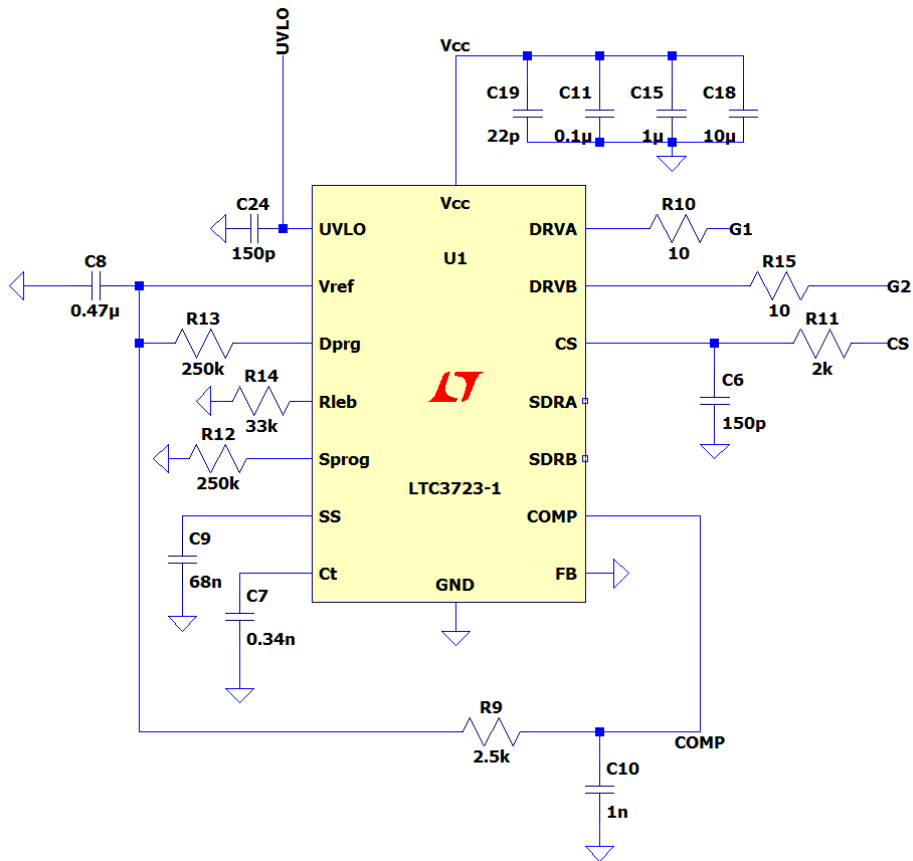 UVLO
Vcc
C19
C11
C15
C18
22p
0.1µ
1µ
10µ
C24
150p
Vcc
R10
UVLO
DRVA
10
G1
U1
C8
0.47µ
Vref
DRVB
R15
10
G2
R13
250k
Dprg
CS
R11
2k
CS
R14
33k
Rleb
SDRA
C6
150p
R12
250k
Sprog
SDRB
LTC3723-1
SS
COMP
C9
68n
Ct
FB
C7
0.34n
GND
R9
2.5k
COMP
C10
1n